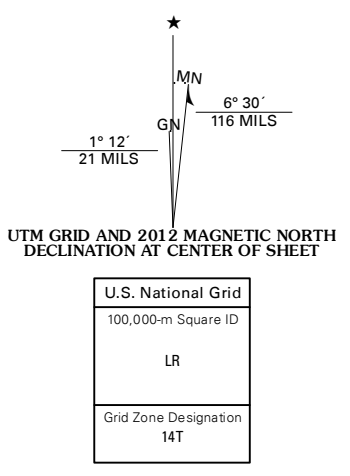 ★
MN
6° 30´
116 MILS
GN
1° 12´
21 MILS
UTM GRID AND 2012 MAGNETIC NORTH
DECLINATION AT CENTER OF SHEET
U.S. National Grid
100,000-m Square ID
LR
Grid Zone Designation
14T